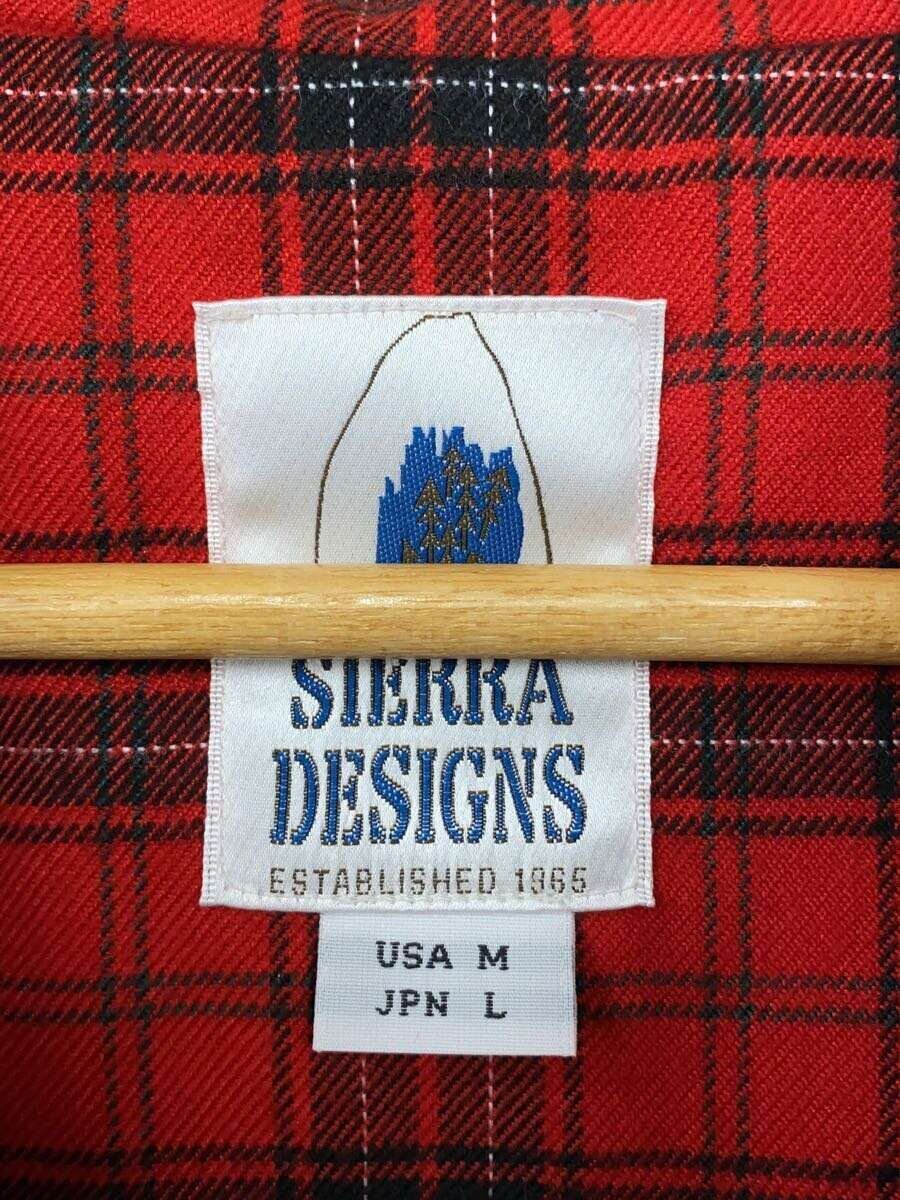 SIERRA
DESIGNS
ESTABLISHED 1965
USA M
JPN L